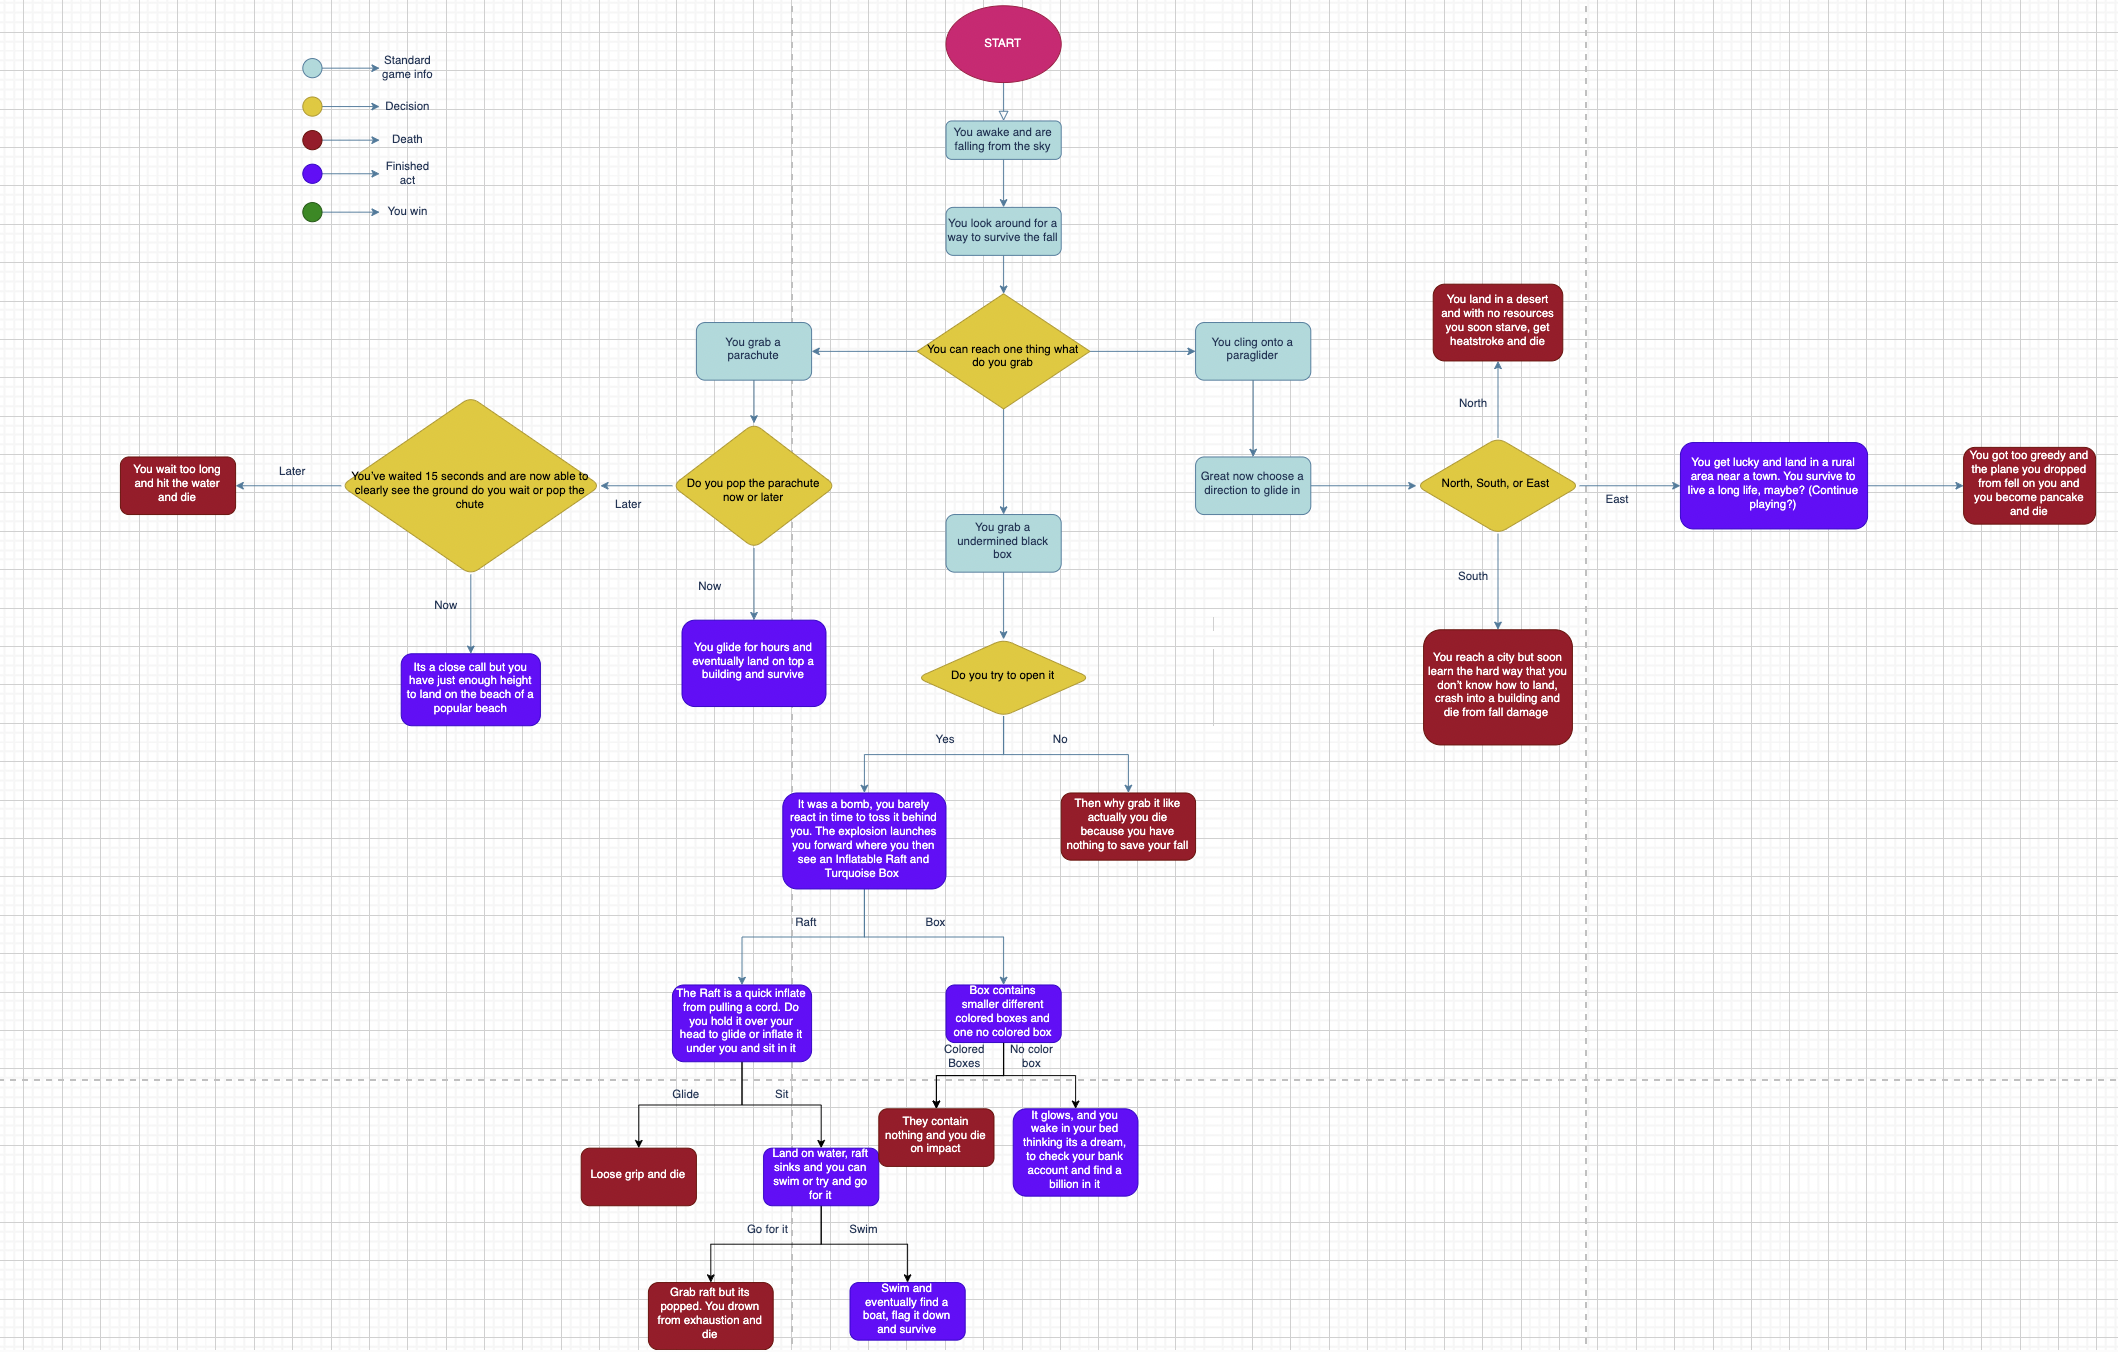 START
Standard
game info
Decision
Death
Finished
act
You win
You awake and are
falling from the sky
You look around for a
way to survive the fall
You can reach one thing what
do you grab
You grab a
parachute
You cling onto a
paraglider
You land in a desert
and with no resources
you soon starve, get
heatstroke and die
North
You wait too long
and hit the water
and die
Later
You've waited 15 seconds and are now able to
clearly see the ground do you wait or pop the
chute
Later
Do you pop the parachute
now or later
Great now choose a
direction to glide in
North, South, or East
East
You get lucky and land in a rural
area near a town. You survive to
live a long life, maybe? (Continue
playing?)
You got too greedy and
the plane you dropped
from fell on you and
you become pancake
and die
You grab a
undermined black
box
Now
Now
South
Its a close call but you
have just enough height
to land on the beach of a
popular beach
You glide for hours and
eventually land on top a
building and survive
Do you try to open it
You reach a city but soon
learn the hard way that you
don't know how to land,
crash into a building and
die from fall damage
Yes
No
It was a bomb, you barely
react in time to toss it behind
you. The explosion launches
you forward where you then
see an Inflatable Raft and
Turquoise Box
Then why grab it like
actually you die
because you have
nothing to save your fall
Raft
Box
The Raft is a quick inflate
from pulling a cord. Do
you hold it over your
head to glide or inflate it
under you and sit in it
Box contains
smaller different
colored boxes and
one no colored box
Colored
Boxes
No color
box
Glide
Sit
They contain
nothing and you die
on impact
It glows, and you
wake in your bed
thinking its a dream,
to check your bank
account and find a
billion in it
Loose grip and die
Land on water, raft
sinks and you can
swim or try and go
for it
Go for it
Swim
Grab raft but its
popped. You drown
from exhaustion and
die
Swim and
eventually find a
boat, flag it down
and survive